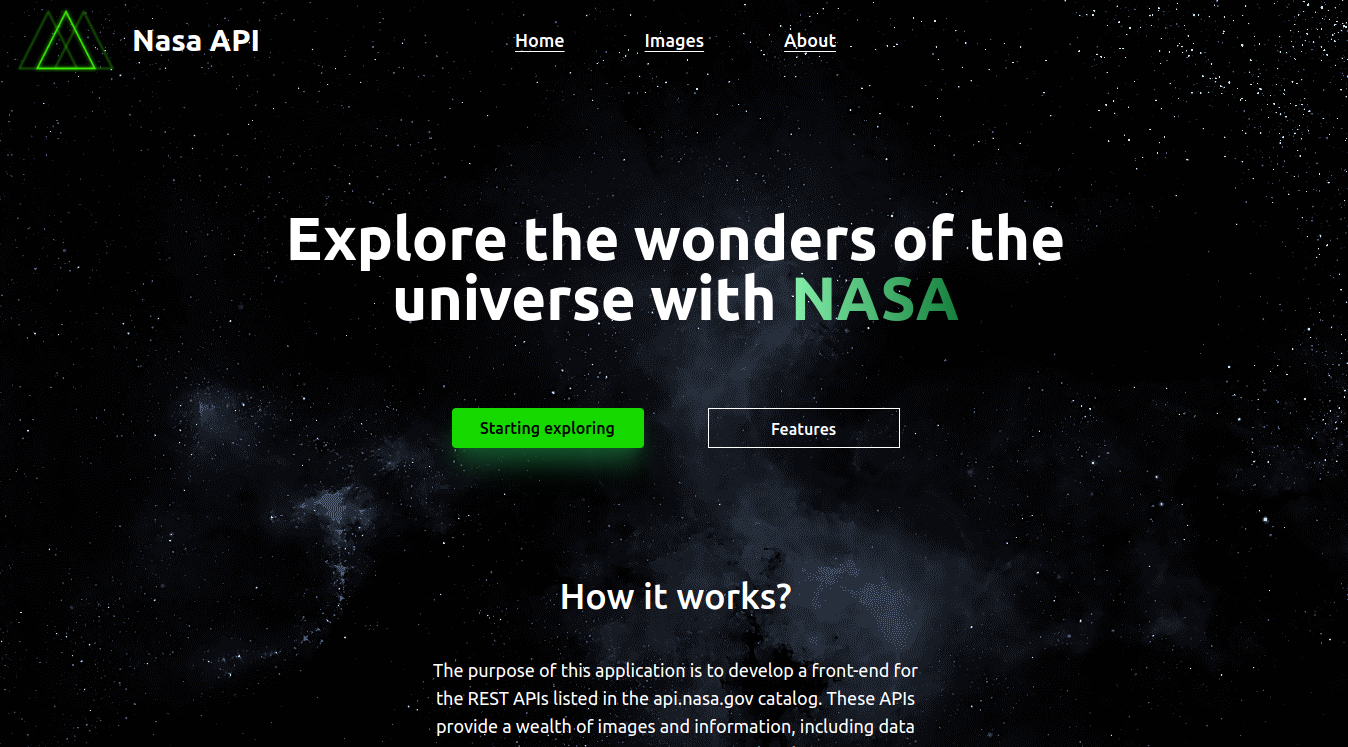 Nasa API
Home
Images
About
Explore the wonders of the
universe with NASA
Starting exploring
Features
How it works?
The purpose of this application is to develop a front-end for
the REST APIs listed in the api.nasa.gov catalog. These APIs
provide a wealth of images and information, including data